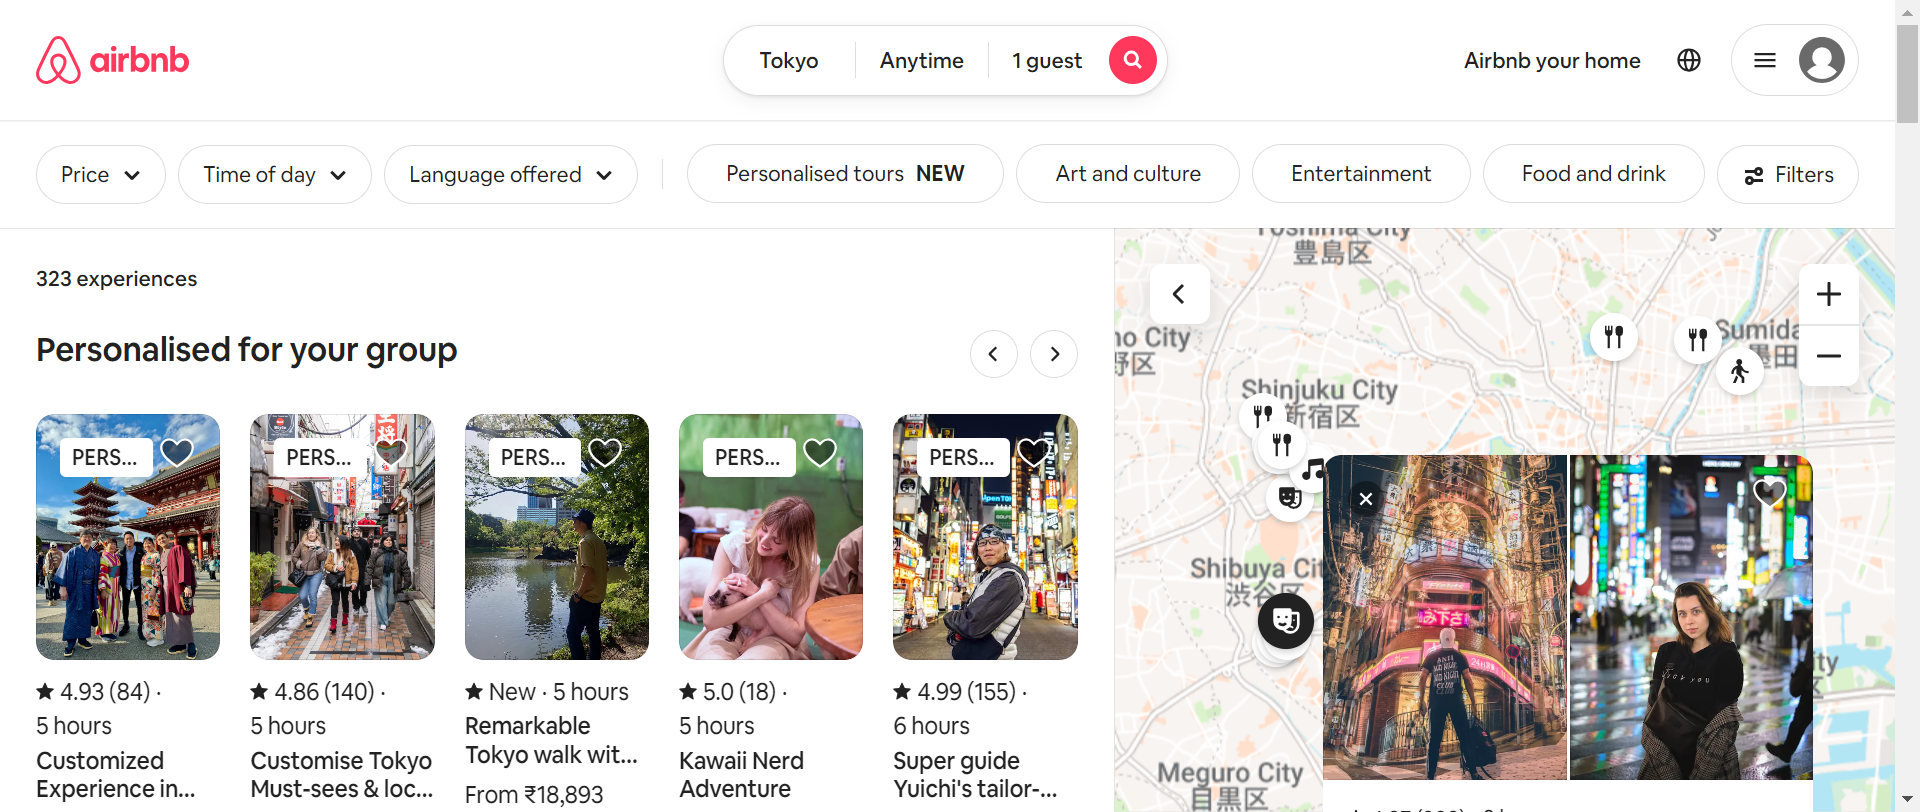 airbnb
Tokyo
Anytime
1 guest
Airbnb your home
Price
Time of day
Language offered
Personalised tours NEW
Art and culture
Entertainment
Food and drink
Filters
323 experiences
Personalised for your group
PERS...
PERS...
PERS...
PERS...
PERS...
4.93 (84) ·
5 hours
Customized
Experience in...
4.86 (140) ·
5 hours
Customise Tokyo
Must-sees & loc...
New · 5 hours
Remarkable
Tokyo walk wit...
From ₹18,893
5.0 (18) ·
5 hours
Kawaii Nerd
Adventure
4.99 (155) ·
6 hours
Super guide
Yuichi's tailor-...
Toshima City
豊島区
no City
野区
Sumida
墨田
Shinjuku City
新宿区
Shibuya City
渋谷区
Meguro City
目黒区